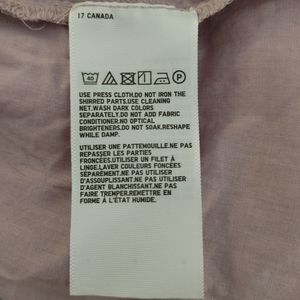 17 CANADA
40
P
USE PRESS CLOTH.DO NOT IRON THE
SHIRRED PARTS.USE CLEANING
NET.WASH DARK COLORS
SEPARATELY.DO NOT ADD FABRIC
CONDITIONER.NO OPTICAL
BRIGHTENERS.DO NOT SOAK.RESHAPE
WHILE DAMP.
UTILISER UNE PATTEMOUILLE.NE PAS
REPASSER LES PARTIES
FRONCÉES.UTILISER UN FILET À
LINGE.LAVER COULEURS FONCÉES
SÉPARÉMENT.NE PAS UTILISER
D'ASSOUPLISSANT.NE PAS UTILISER
D'AGENT BLANCHISSANT.NE PAS
FAIRE TREMPER.REMETTRE EN
FORME À L'ÉTAT HUMIDE.